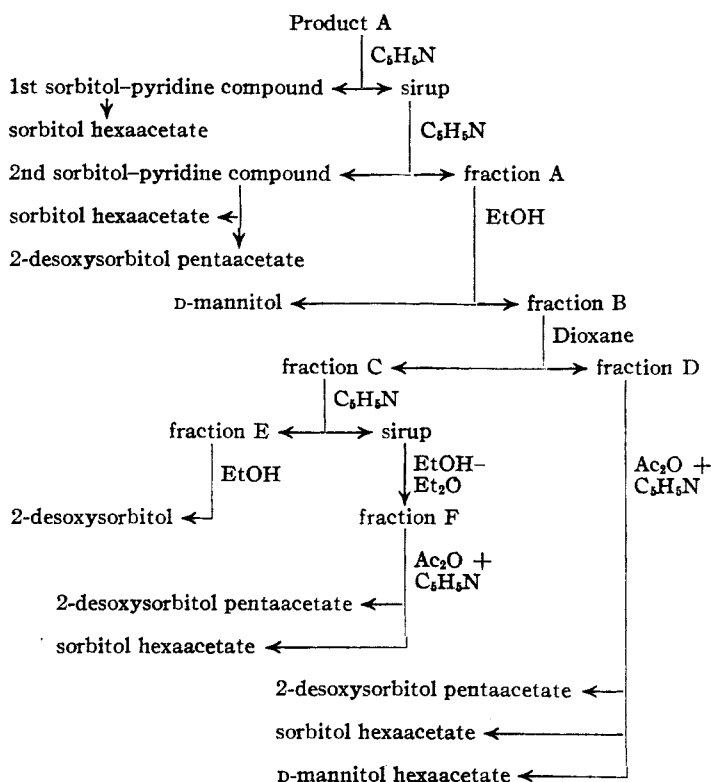 Product A
C₅H₅N
1st sorbitol-pyridine compound sirup
sorbitol hexaacetate
C₅H₅N
2nd sorbitol-pyridine compound fraction A
sorbitol hexaacetate
EtOH
2-desoxysorbitol pentaacetate
D-mannitol fraction B
Dioxane
fraction C fraction D
C₅H₅N
fraction E sirup
EtOH
EtOH–
Et₂O
Ac₂O +
C₅H₅N
2-desoxysorbitol fraction F
Ac₂O +
C₅H₅N
2-desoxysorbitol pentaacetate
sorbitol hexaacetate
2-desoxysorbitol pentaacetate
sorbitol hexaacetate
D-mannitol hexaacetate